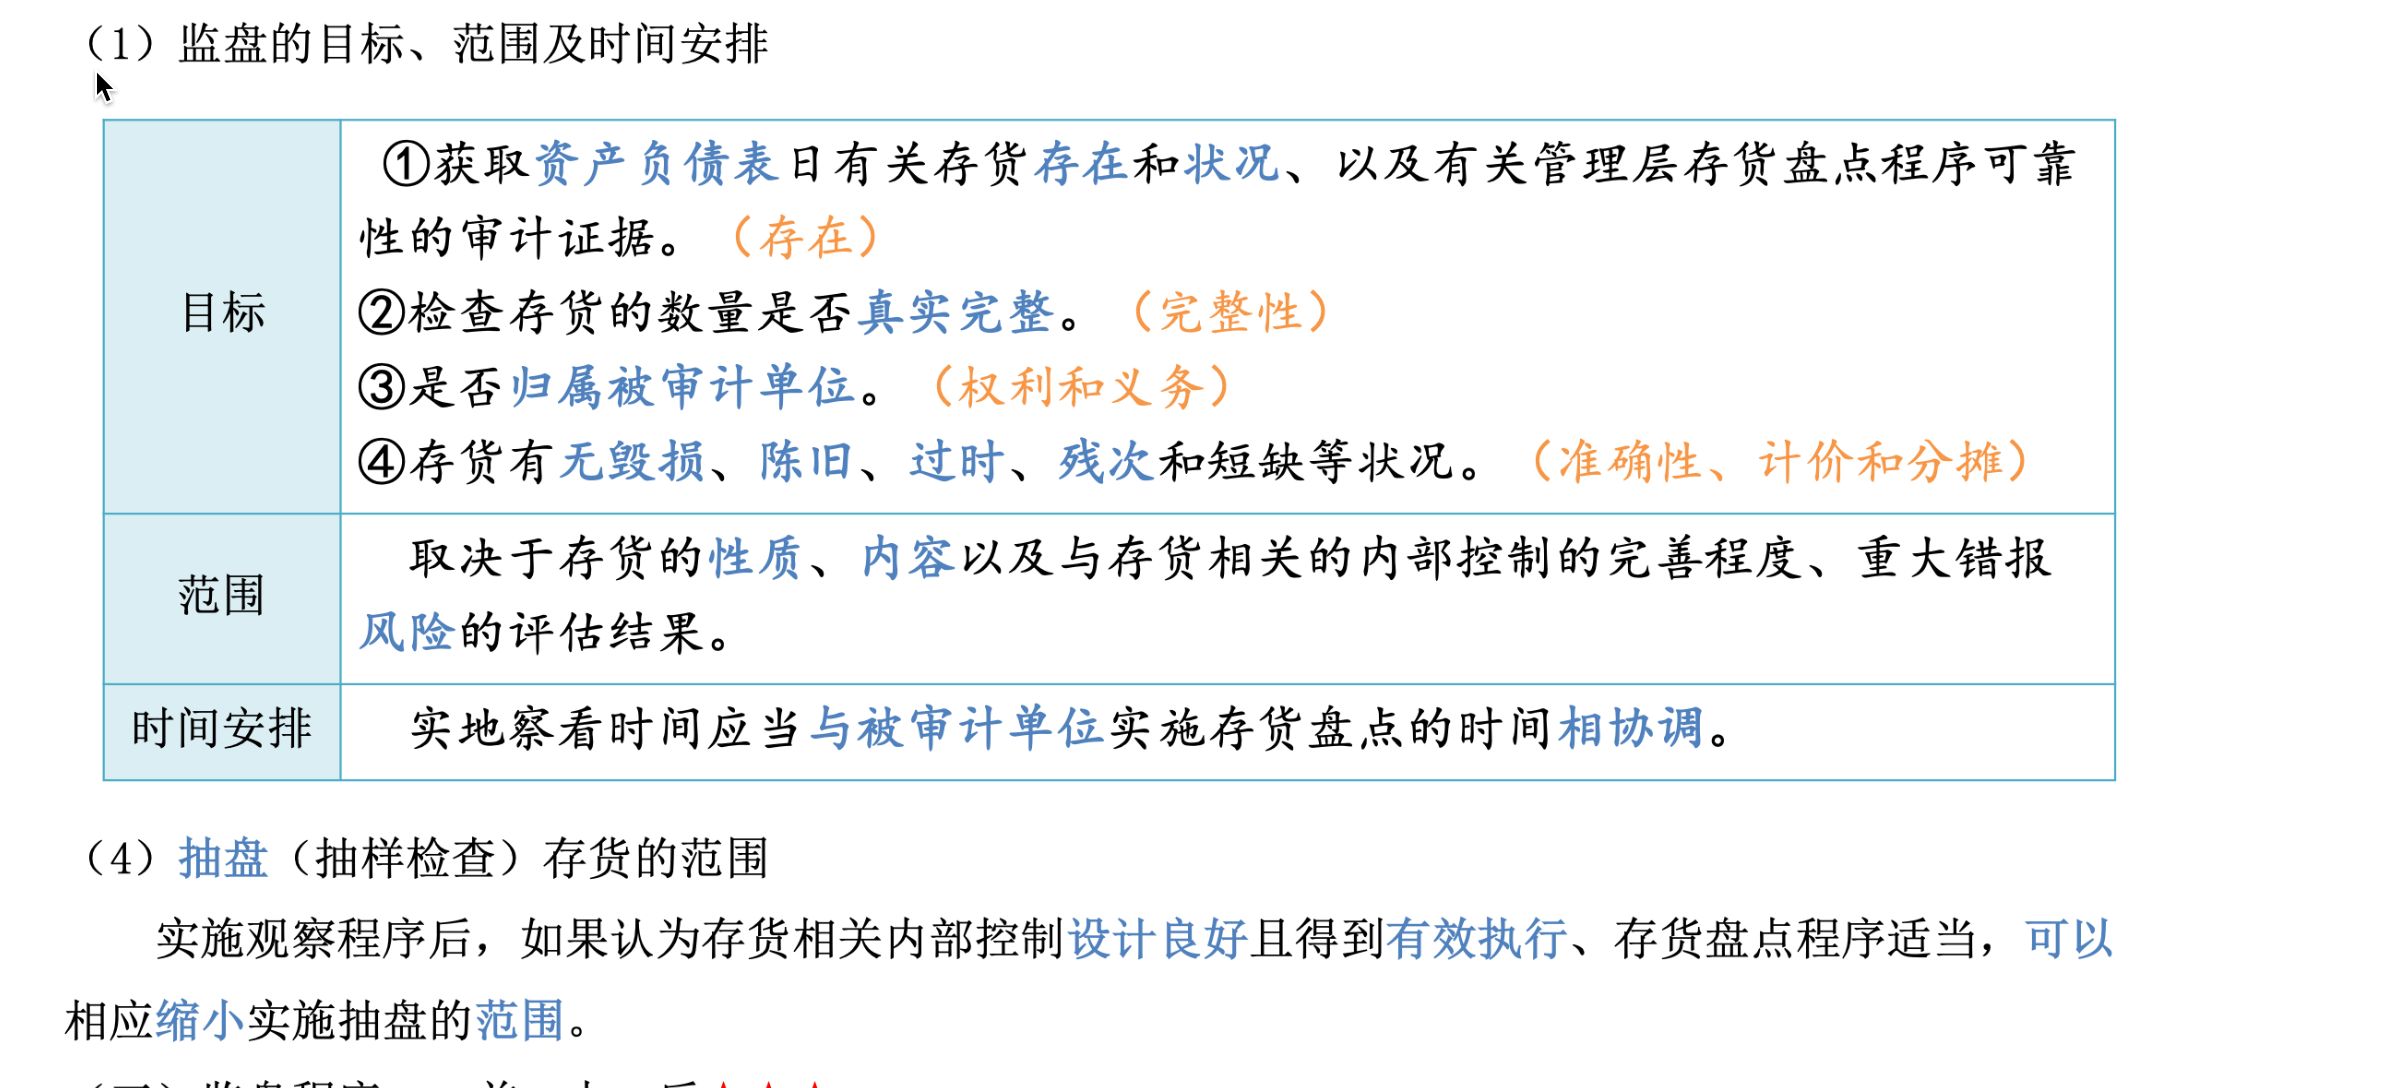 （1）监盘的目标、范围及时间安排
目标
①获取资产负债表日有关存货存在和状况、以及有关管理层存货盘点程序可靠
性的审计证据。（存在）
②检查存货的数量是否真实完整。（完整性）
③是否归属被审计单位。（权利和义务）
④存货有无毁损、陈旧、过时、残次和短缺等状况。（准确性、计价和分摊）
范围
取决于存货的性质、内容以及与存货相关的内部控制的完善程度、重大错报
风险的评估结果。
时间安排
实地察看时间应当与被审计单位实施存货盘点的时间相协调。
（4）抽盘（抽样检查）存货的范围
实施观察程序后，如果认为存货相关内部控制设计良好且得到有效执行、存货盘点程序适当，可以
相应缩小实施抽盘的范围。